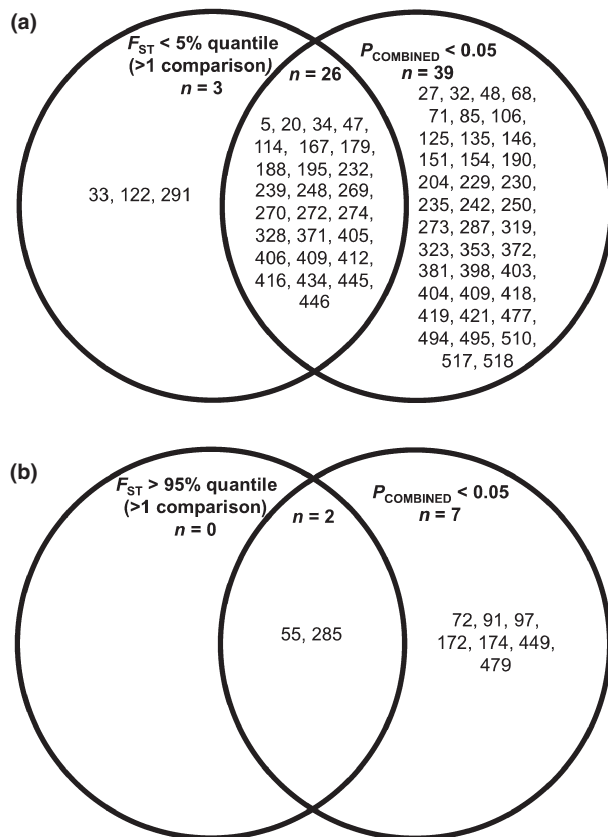 (a)
F_ST < 5% quantile
(>1 comparison)
n = 3
n = 26
P_COMBINED < 0.05
n = 39
33, 122, 291
5, 20, 34, 47,
114, 167, 179,
188, 195, 232,
239, 248, 269,
270, 272, 274,
328, 371, 405,
406, 409, 412,
416, 434, 445,
446
27, 32, 48, 68,
71, 85, 106,
125, 135, 146,
151, 154, 190,
204, 229, 230,
235, 242, 250,
273, 287, 319,
323, 353, 372,
381, 398, 403,
404, 409, 418,
419, 421, 477,
494, 495, 510,
517, 518
(b)
F_ST > 95% quantile
(>1 comparison)
n = 0
n = 2
P_COMBINED < 0.05
n = 7
55, 285
72, 91, 97,
172, 174, 449,
479